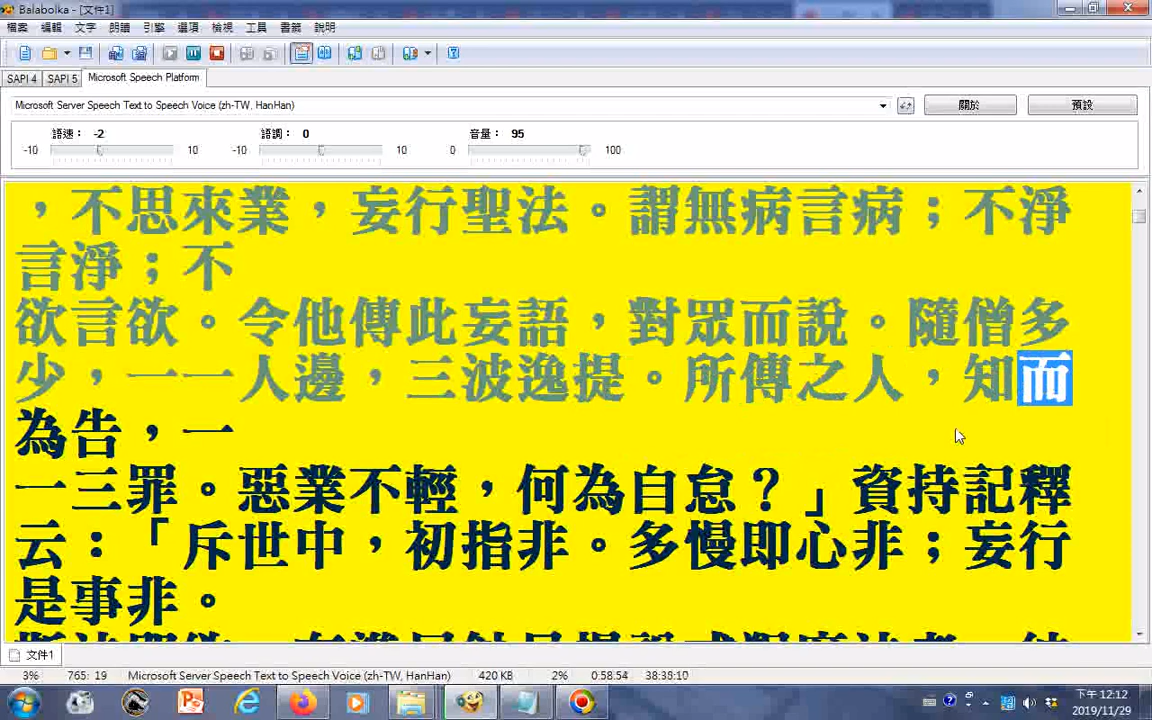 Balabolka - [文件1]
檔案 編輯 文字 朗讀 引擎 選項 檢視 工具 書籤 說明
SAPI 4 SAPI 5 Microsoft Speech Platform
Microsoft Server Speech Text to Speech Voice (zh-TW, HanHan) 關於 預設
語速： -2 語調： 0 音量： 95
-10 10 -10 10 0 100
，不思來業，妄行聖法。謂無病言病；不淨
言淨；不
欲言欲。令他傳此妄語，對眾而說。隨僧多
少，一一人邊，三波逸提。所傳之人，知而
為告，一
一三罪。惡業不輕，何為自怠？」資持記釋
云：「斥世中，初指非。多慢即心非；妄行
是事非。
文件1
3% 765: 19 Microsoft Server Speech Text to Speech Voice (zh-TW, HanHan) 420 KB 2% 0:58:54 38:35:10
下午 12:12
2019/11/29